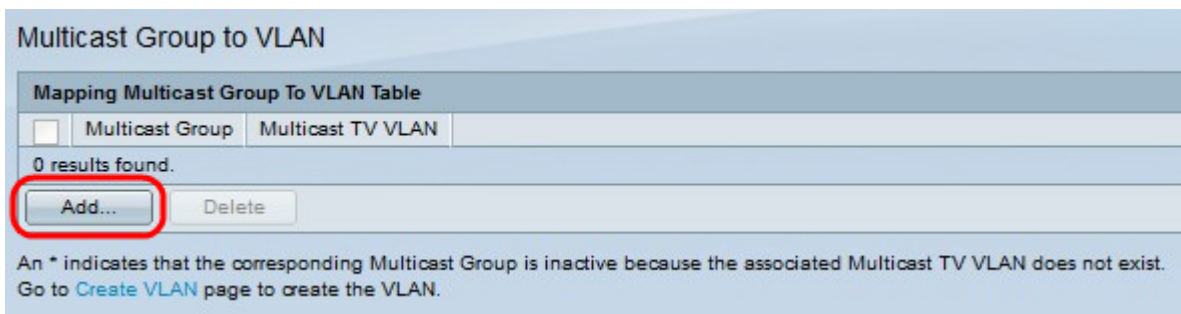 Multicast Group to VLAN
Mapping Multicast Group To VLAN Table
Multicast Group Multicast TV VLAN
0 results found.
Add... Delete
An * indicates that the corresponding Multicast Group is inactive because the associated Multicast TV VLAN does not exist.
Go to Create VLAN page to create the VLAN.